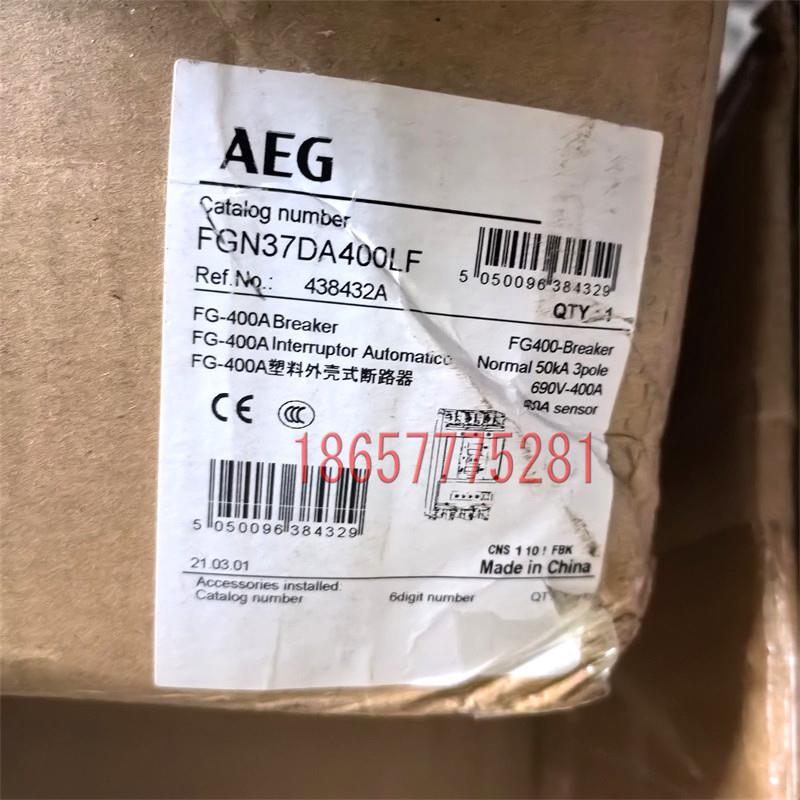 AEG
Catalog number
FGN37DA400LF
Ref.No.: 438432A
5 050096 384329
QTY : 1
FG-400A Breaker
FG-400A Interruptor Automatico
FG-400A塑料外壳式断路器
FG400-Breaker
Normal 50kA 3pole
690V-400A
sensor
CE CCC
18657775281
5 050096 384329
CNS 1 10! FBK
Made in China
21.03.01
Accessories installed:
Catalog number 6digit number